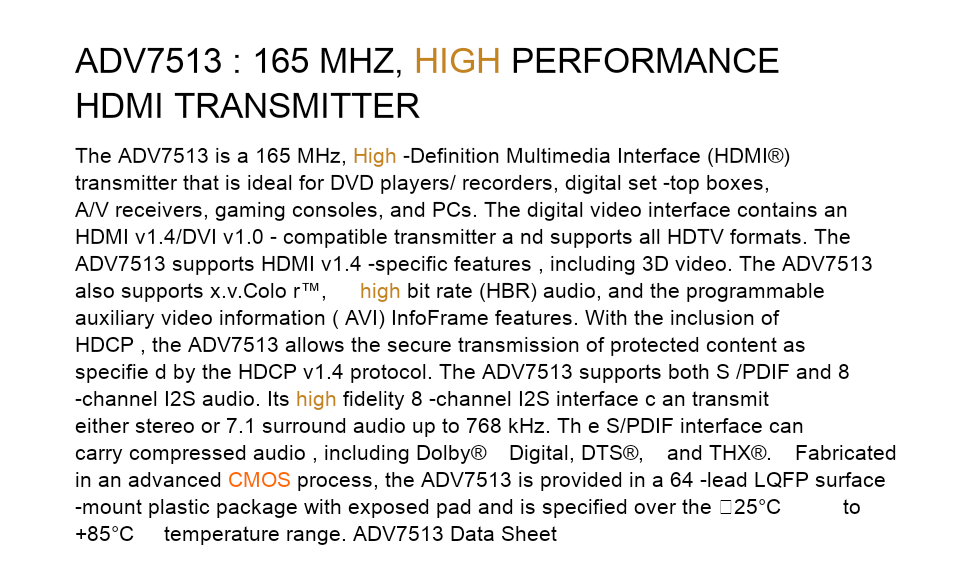 ADV7513 : 165 MHZ, HIGH PERFORMANCE
HDMI TRANSMITTER
The ADV7513 is a 165 MHz, High -Definition Multimedia Interface (HDMI®)
transmitter that is ideal for DVD players/ recorders, digital set -top boxes,
A/V receivers, gaming consoles, and PCs. The digital video interface contains an
HDMI v1.4/DVI v1.0 - compatible transmitter a nd supports all HDTV formats. The
ADV7513 supports HDMI v1.4 -specific features , including 3D video. The ADV7513
also supports x.v.Colo r™, high bit rate (HBR) audio, and the programmable
auxiliary video information ( AVI) InfoFrame features. With the inclusion of
HDCP , the ADV7513 allows the secure transmission of protected content as
specifie d by the HDCP v1.4 protocol. The ADV7513 supports both S /PDIF and 8
-channel I2S audio. Its high fidelity 8 -channel I2S interface c an transmit
either stereo or 7.1 surround audio up to 768 kHz. Th e S/PDIF interface can
carry compressed audio , including Dolby® Digital, DTS®, and THX®. Fabricated
in an advanced CMOS process, the ADV7513 is provided in a 64 -lead LQFP surface
-mount plastic package with exposed pad and is specified over the □25°C to
+85°C temperature range. ADV7513 Data Sheet